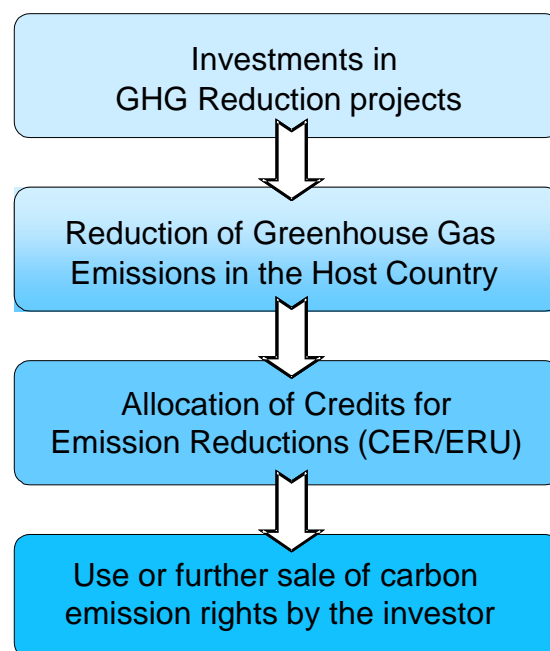 Investments in
GHG Reduction projects
Reduction of Greenhouse Gas
Emissions in the Host Country
Allocation of Credits for
Emission Reductions (CER/ERU)
Use or further sale of carbon
emission rights by the investor